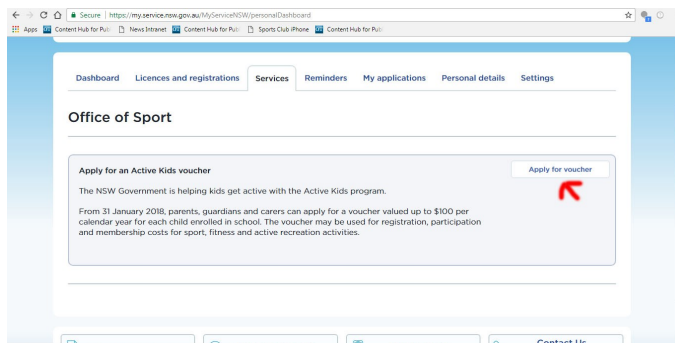 Secure | https://my.service.nsw.gov.au/MyServiceNSW/personalDashboard
Apps Content Hub for Pub News Intranet Content Hub for Pub Sports Club iPhone Content Hub for Pub
Dashboard Licences and registrations Services Reminders My applications Personal details Settings
Office of Sport
Apply for an Active Kids voucher Apply for voucher
The NSW Government is helping kids get active with the Active Kids program.
From 31 January 2018, parents, guardians and carers can apply for a voucher valued up to $100 per
calendar year for each child enrolled in school. The voucher may be used for registration, participation
and membership costs for sport, fitness and active recreation activities.
Contact Us